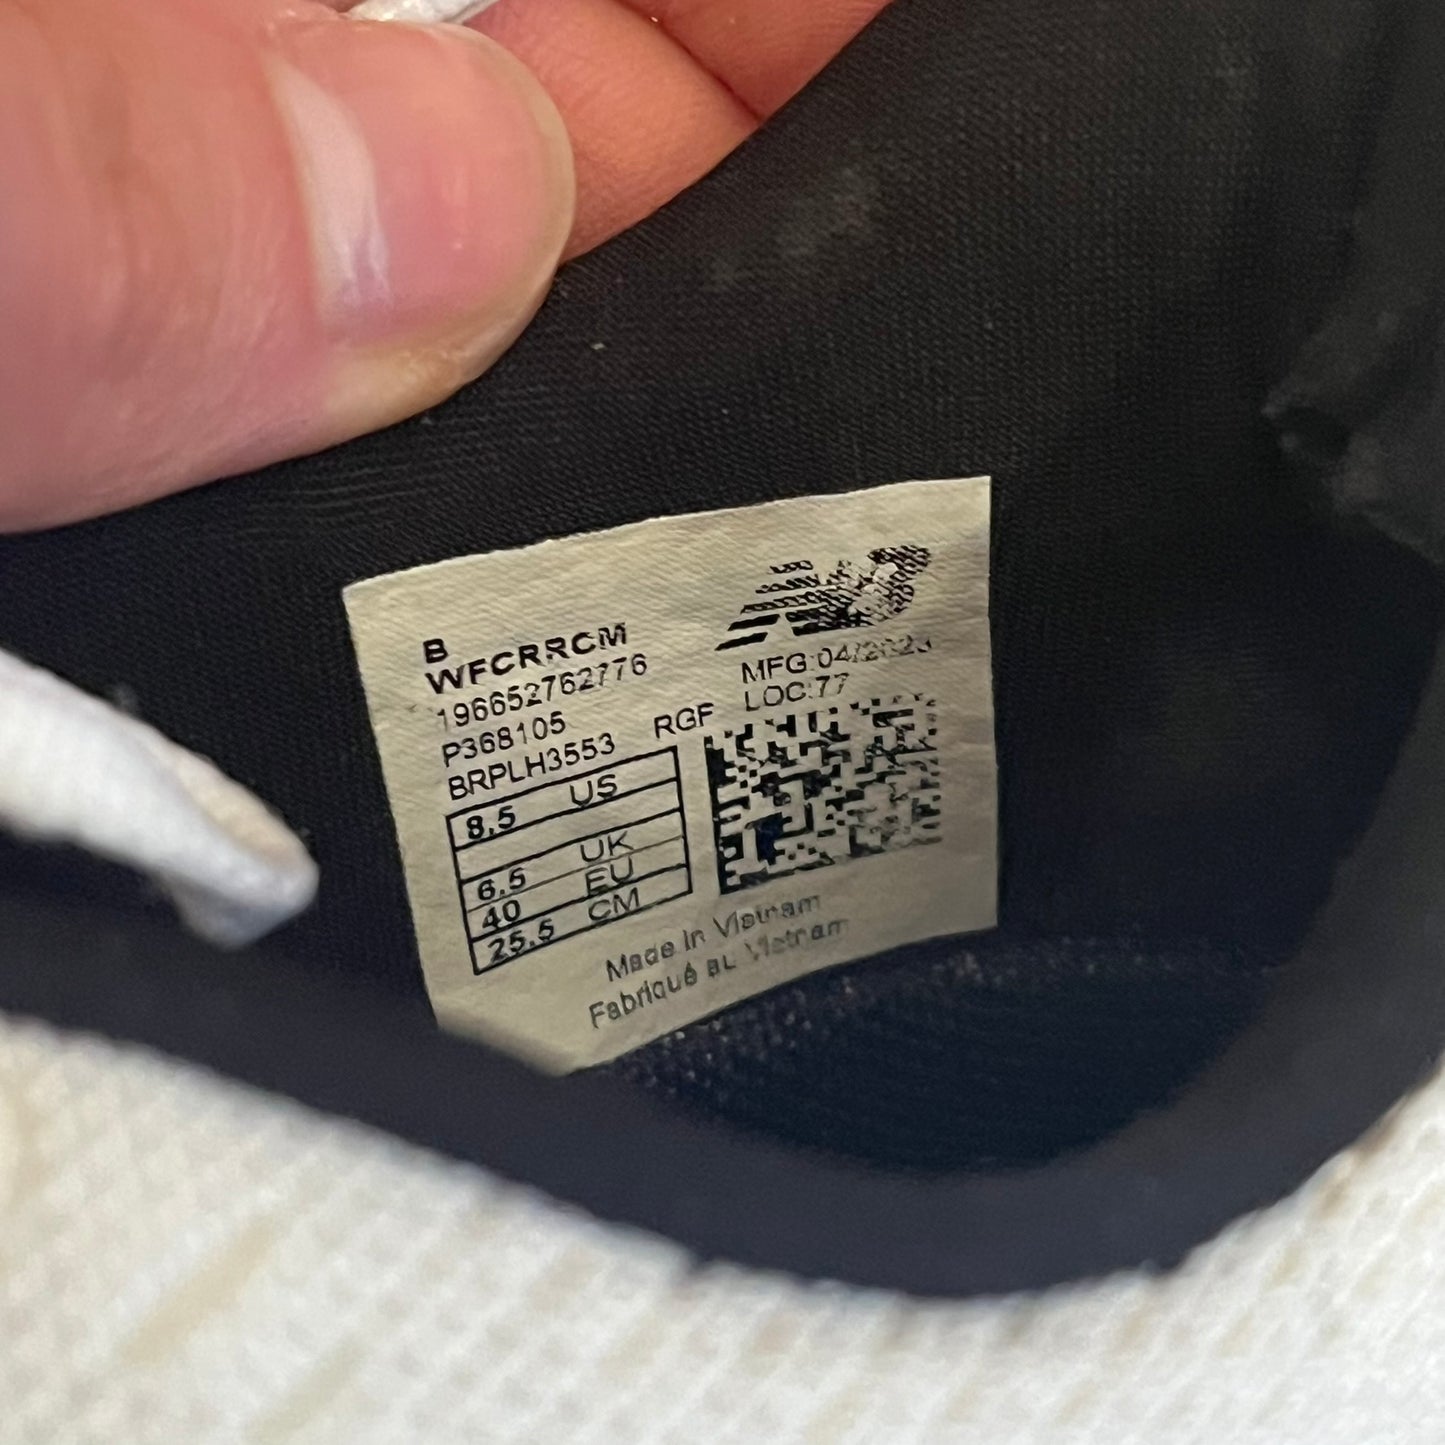 B
WFCRRCM
196652762776
P368105
BRPLH3553 RGF
MFG:04/2023
LOC:77
8.5 US
6.5 UK
40 EU
25.5 CM
Made in Vietnam
Fabriqué au Vietnam